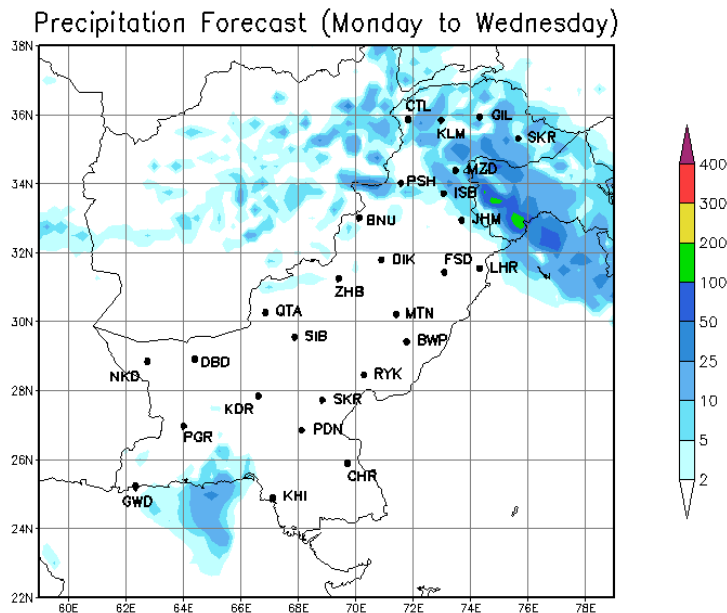 Precipitation Forecast (Monday to Wednesday)
38N
36N
34N
32N
30N
28N
26N
24N
22N
CTL
KLM
GIL
SKR
MZD
PSH
ISB
BNU
JHM
DIK
FSD
LHR
ZHB
QTA
MTN
SIB
BWP
NKD
DBD
RYK
KDR
SKR
PGR
PDN
CHR
GWD
KHI
60E 62E 64E 66E 68E 70E 72E 74E 76E 78E
400
300
200
100
50
25
10
5
2